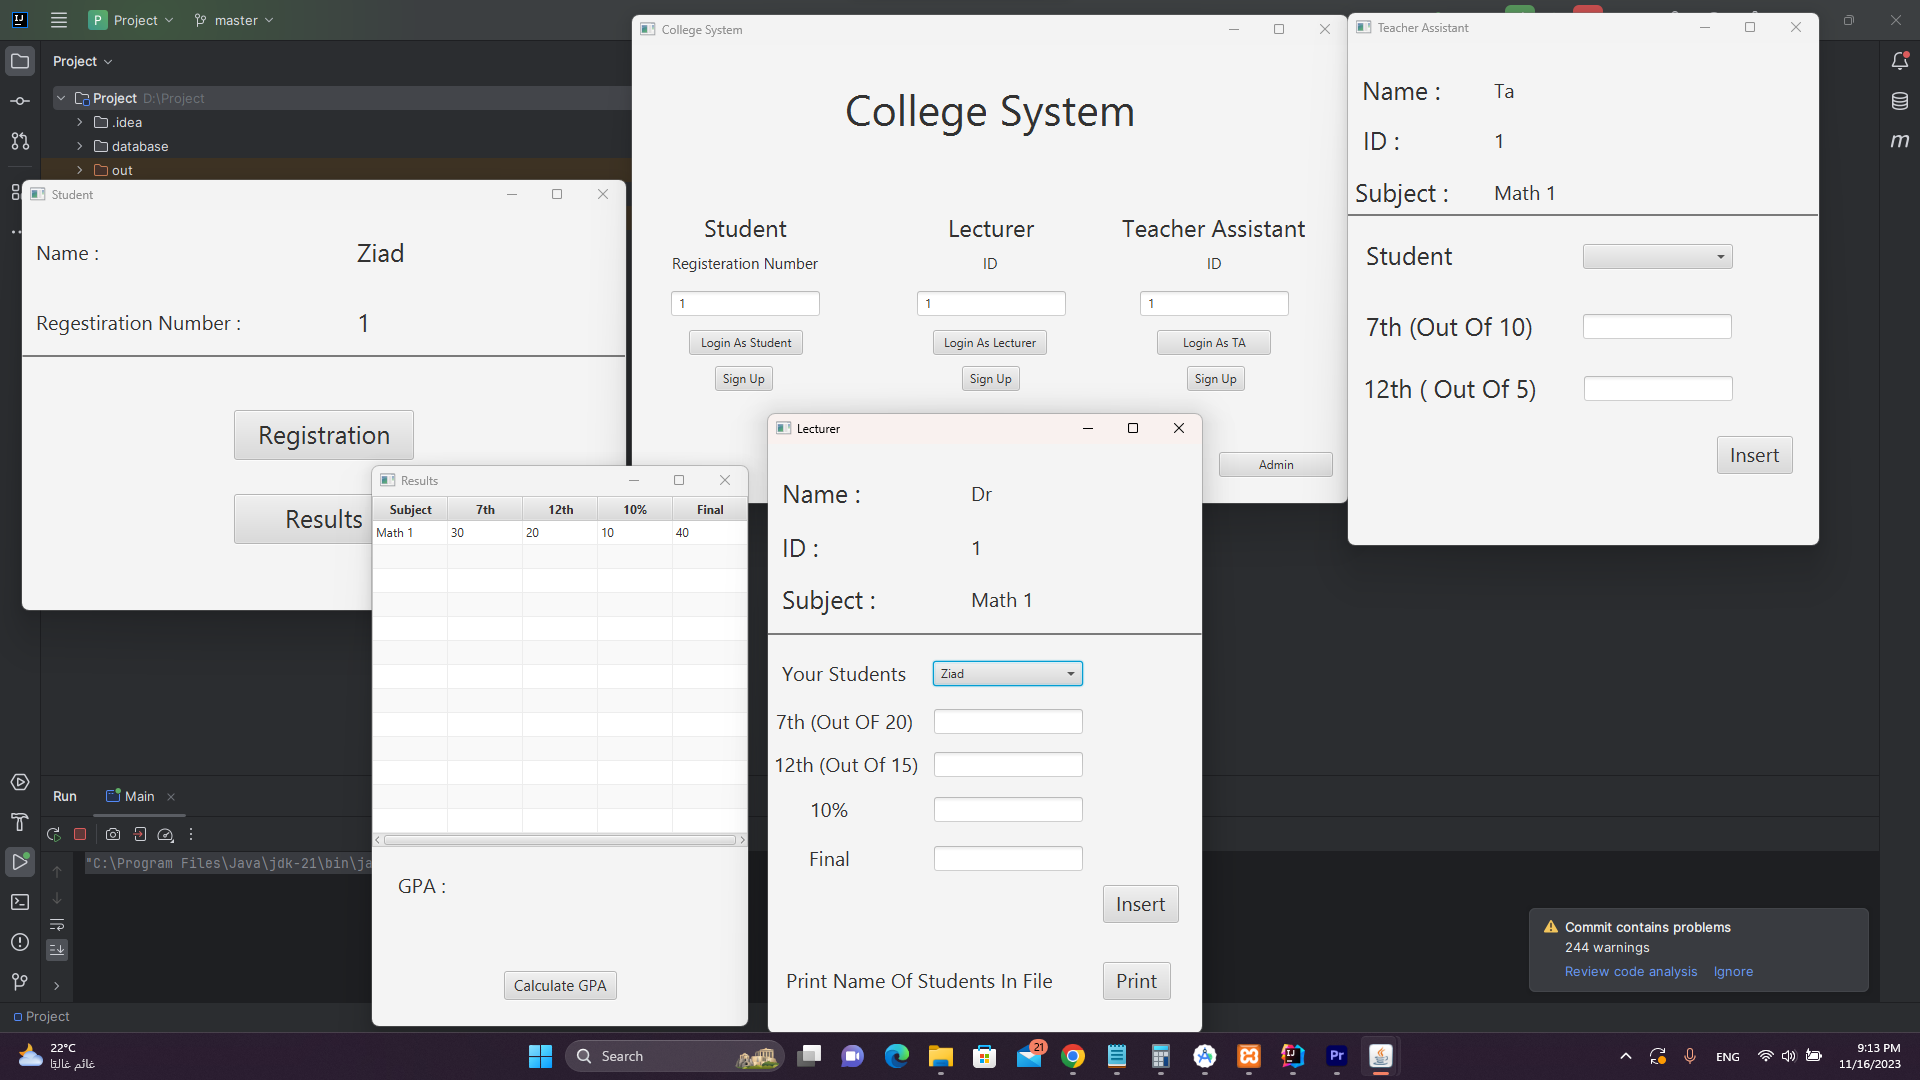 P Project master
Project
Project D:\Project
.idea
database
out
Student
Name : Ziad
Regestiration Number : 1
Registration
Results
College System
College System
Student
Registeration Number
1
Login As Student
Sign Up
Lecturer
ID
1
Login As Lecturer
Sign Up
Teacher Assistant
ID
1
Login As TA
Sign Up
Admin
Teacher Assistant
Name : Ta
ID : 1
Subject : Math 1
Student
7th (Out Of 10)
12th ( Out Of 5)
Insert
Results
Subject 7th 12th 10% Final
Math 1 30 20 10 40
GPA :
Calculate GPA
Lecturer
Name : Dr
ID : 1
Subject : Math 1
Your Students Ziad
7th (Out OF 20)
12th (Out Of 15)
10%
Final
Insert
Print Name Of Students In File Print
m
Run Main
"C:\Program Files\Java\jdk-21\bin\ja
Commit contains problems
244 warnings
Review code analysis Ignore
Project
22°C
غائم غالبًا
Search
21
Pr
ENG
9:13 PM
11/16/2023